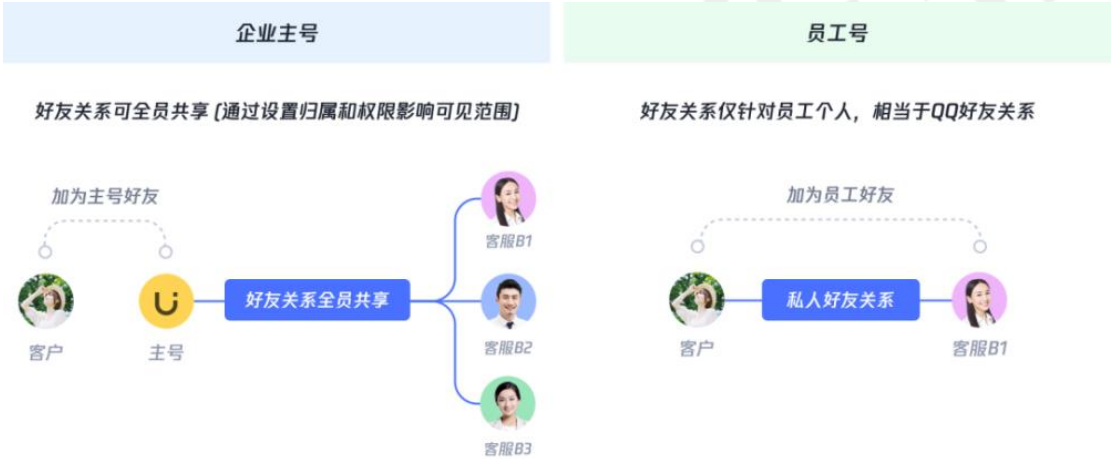 企业主号
好友关系可全员共享 (通过设置归属和权限影响可见范围)
加为主号好友
客户
主号
好友关系全员共享
客服B1
客服B2
客服B3
员工号
好友关系仅针对员工个人，相当于QQ好友关系
加为员工好友
客户
私人好友关系
客服B1